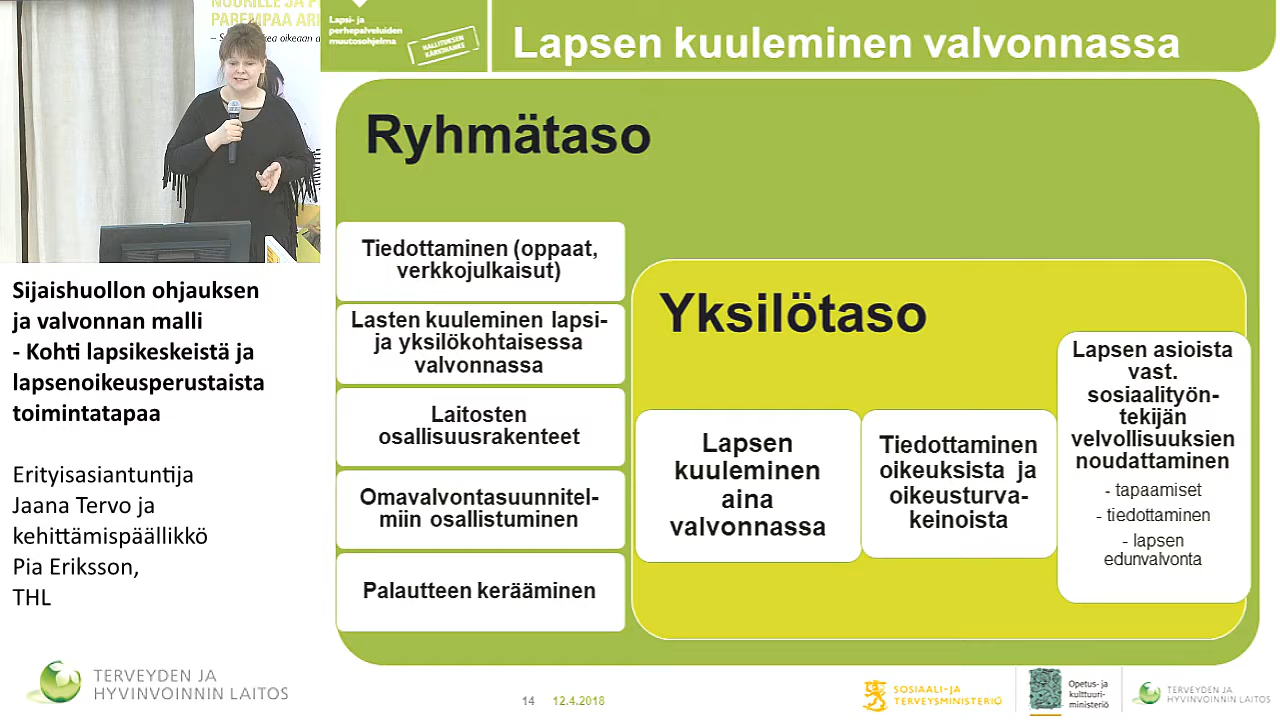 NUORILLE JA P
PAREMPAA ARK
Lapsi- ja
perhepalveluiden
muutosohjelma
HALLITUKSEN
KÄRKIHANKE
Lapsen kuuleminen valvonnassa
Ryhmätaso
Tiedottaminen (oppaat,
verkkojulkaisut)
Lasten kuuleminen lapsi-
ja yksilökohtaisessa
valvonnassa
Laitosten
osallisuusrakenteet
Omavalvontasuunnitel-
miin osallistuminen
Palautteen kerääminen
Yksilötaso
Lapsen
kuuleminen
aina
valvonnassa
Tiedottaminen
oikeuksista ja
oikeusturva-
keinoista
Lapsen asioista
vast.
sosiaalityön-
tekijän
velvollisuuksien
noudattaminen
- tapaamiset
- tiedottaminen
- lapsen
edunvalvonta
Sijaishuollon ohjauksen
ja valvonnan malli
- Kohti lapsikeskeistä ja
lapsenoikeusperustaista
toimintatapaa
Erityisasiantuntija
Jaana Tervo ja
kehittämispäällikkö
Pia Eriksson,
THL
TERVEYDEN JA
HYVINVOINNIN LAITOS
14 12.4.2018
SOSIAALI- JA
TERVEYSMINISTERIÖ
Opetus- ja
kulttuuri-
ministeriö
TERVEYDEN JA
HYVINVOINNIN LAITOS